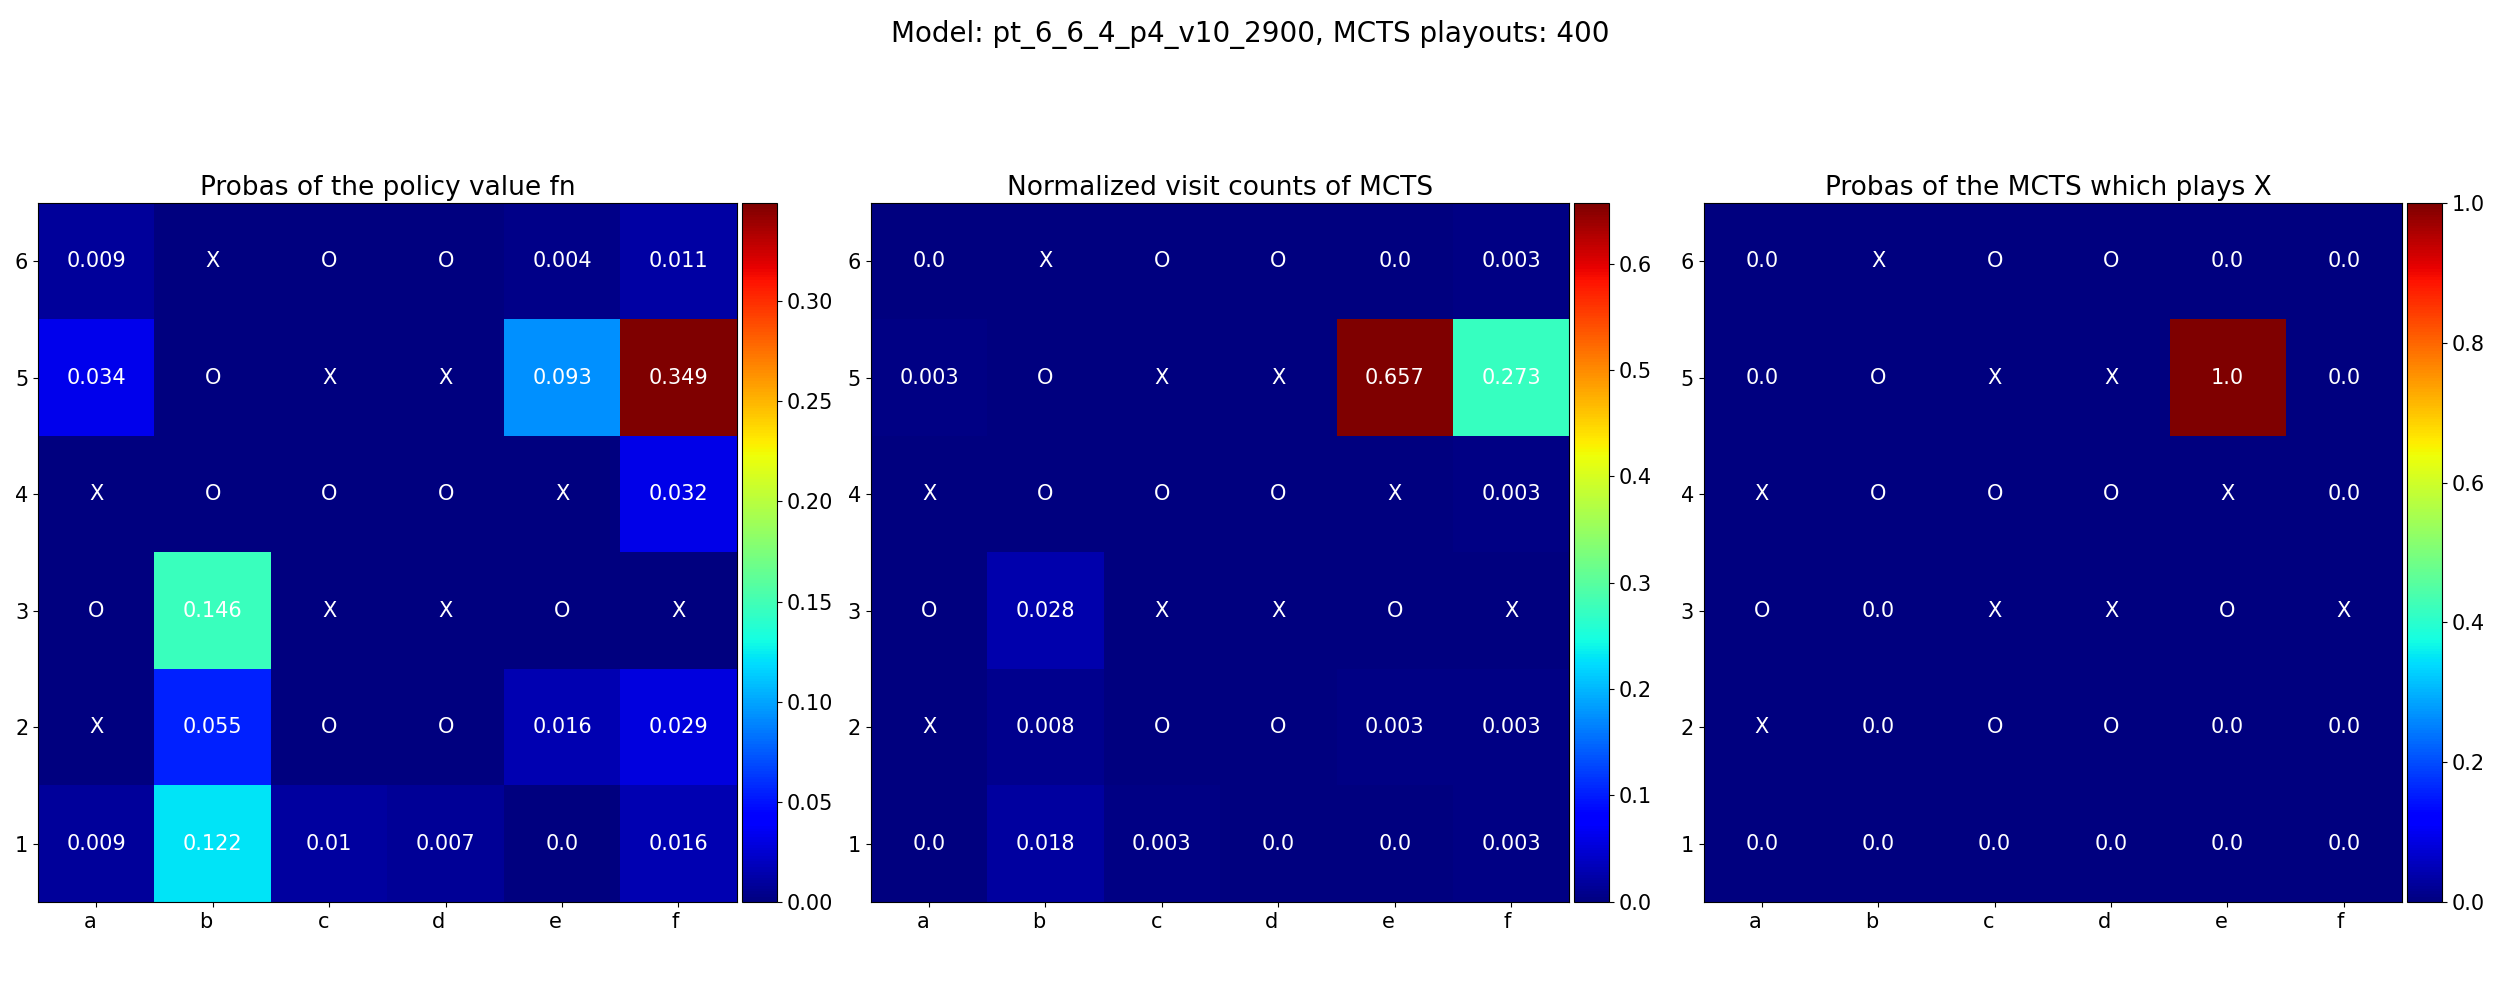 Model: pt_6_6_4_p4_v10_2900, MCTS playouts: 400
Probas of the policy value fn
6 0.009 X O O 0.004 0.011
5 0.034 O X X 0.093 0.349
4 X O O O X 0.032
3 O 0.146 X X O X
2 X 0.055 O O 0.016 0.029
1 0.009 0.122 0.01 0.007 0.0 0.016
a b c d e f
0.30
0.25
0.20
0.15
0.10
0.05
0.00
Normalized visit counts of MCTS
6 0.0 X O O 0.0 0.003
5 0.003 O X X 0.657 0.273
4 X O O O X 0.003
3 O 0.028 X X O X
2 X 0.008 O O 0.003 0.003
1 0.0 0.018 0.003 0.0 0.0 0.003
a b c d e f
0.6
0.5
0.4
0.3
0.2
0.1
0.0
Probas of the MCTS which plays X
6 0.0 X O O 0.0 0.0
5 0.0 O X X 1.0 0.0
4 X O O O X 0.0
3 O 0.0 X X O X
2 X 0.0 O O 0.0 0.0
1 0.0 0.0 0.0 0.0 0.0 0.0
a b c d e f
1.0
0.8
0.6
0.4
0.2
0.0